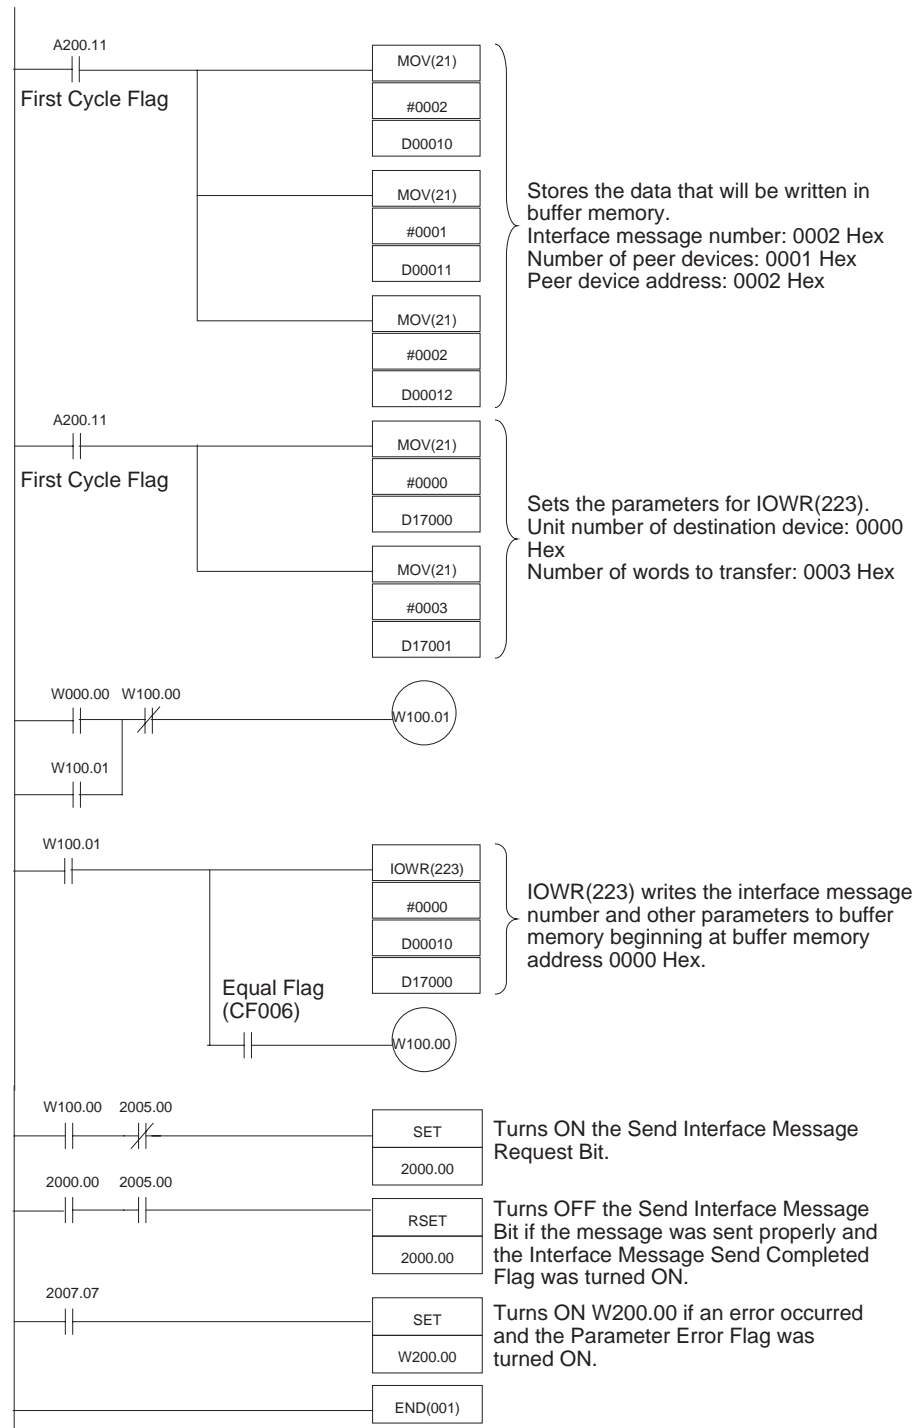 A200.11
First Cycle Flag
MOV(21)
#0002
D00010
MOV(21)
#0001
D00011
MOV(21)
#0002
D00012
Stores the data that will be written in
buffer memory.
Interface message number: 0002 Hex
Number of peer devices: 0001 Hex
Peer device address: 0002 Hex
A200.11
First Cycle Flag
MOV(21)
#0000
D17000
MOV(21)
#0003
D17001
Sets the parameters for IOWR(223).
Unit number of destination device: 0000
Hex
Number of words to transfer: 0003 Hex
W000.00 W100.00
W100.01
W100.01
W100.01
IOWR(223)
#0000
D00010
D17000
IOWR(223) writes the interface message
number and other parameters to buffer
memory beginning at buffer memory
address 0000 Hex.
Equal Flag
(CF006)
W100.00
W100.00 2005.00
SET
2000.00
Turns ON the Send Interface Message
Request Bit.
2000.00 2005.00
RSET
2000.00
Turns OFF the Send Interface Message
Bit if the message was sent properly and
the Interface Message Send Completed
Flag was turned ON.
2007.07
SET
W200.00
Turns ON W200.00 if an error occurred
and the Parameter Error Flag was
turned ON.
END(001)